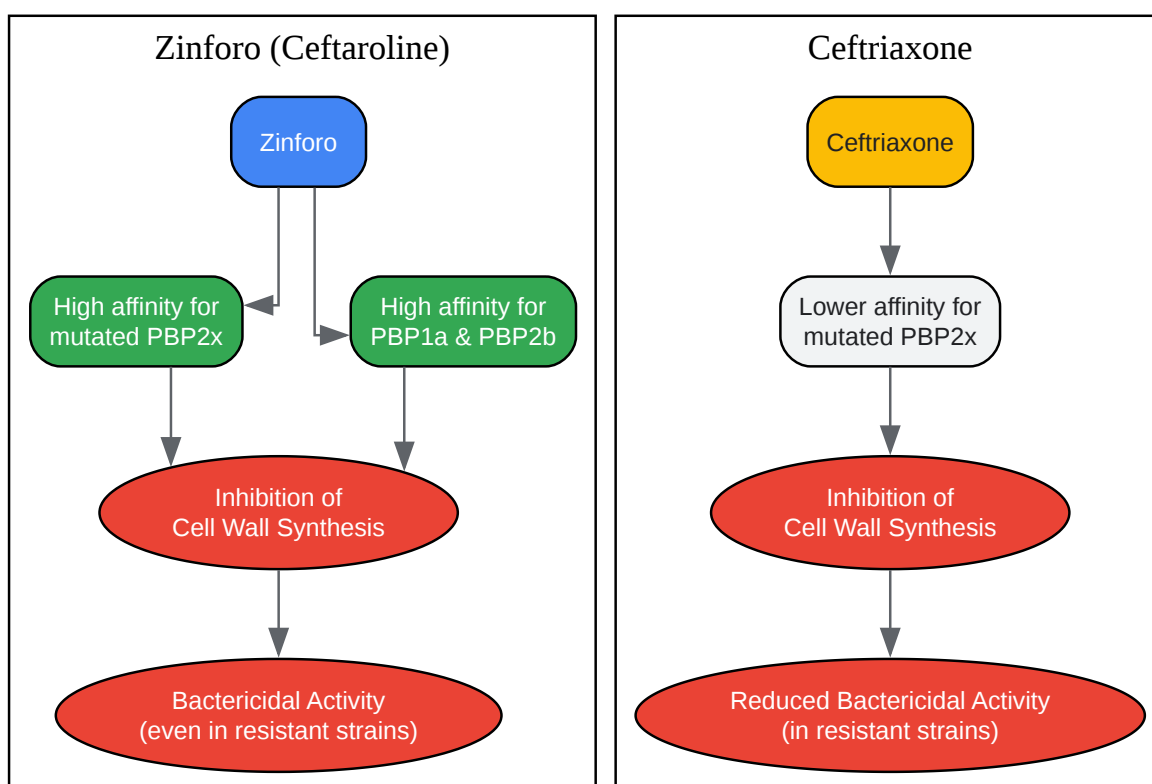 Zinforo (Ceftaroline)
Zinforo
High affinity for
mutated PBP2x
High affinity for
PBP1a & PBP2b
Inhibition of
Cell Wall Synthesis
Bactericidal Activity
(even in resistant strains)
Ceftriaxone
Ceftriaxone
Lower affinity for
mutated PBP2x
Inhibition of
Cell Wall Synthesis
Reduced Bactericidal Activity
(in resistant strains)